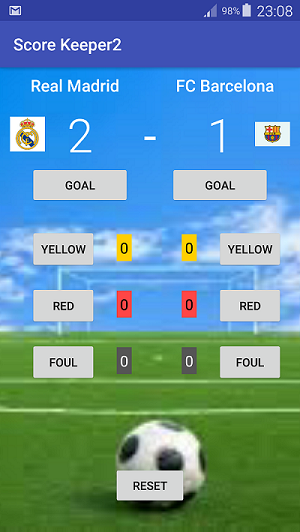 98% 23:08
Score Keeper2
Real Madrid FC Barcelona
2 - 1
GOAL GOAL
YELLOW 0 0 YELLOW
RED 0 0 RED
FOUL 0 0 FOUL
RESET